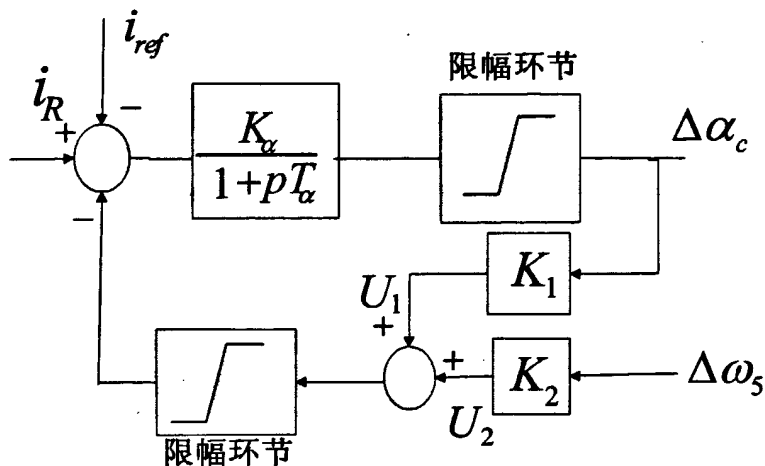 i_ref
−
i_R
+
K_α
1+pT_α
限幅环节
Δα_c
−
K_1
U_1
+
+
K_2
Δω_5
U_2
限幅环节